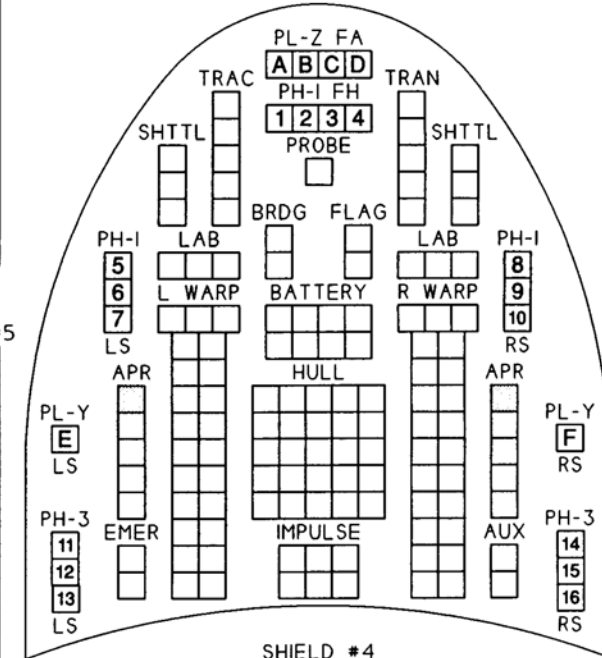 PL-Z FA
A B C D
TRAC
TRAN
PH-I FH
1 2 3 4
SHTTL
SHTTL
PROBE
BRDG FLAG
PH-I
LAB
LAB
PH-I
5
8
6
9
L WARP
BATTERY
R WARP
7
10
5
LS
RS
APR
HULL
APR
PL-Y
PL-Y
E
F
LS
RS
PH-3
PH-3
EMER
IMPULSE
AUX
11
14
12
15
13
16
LS
RS
SHIELD #4